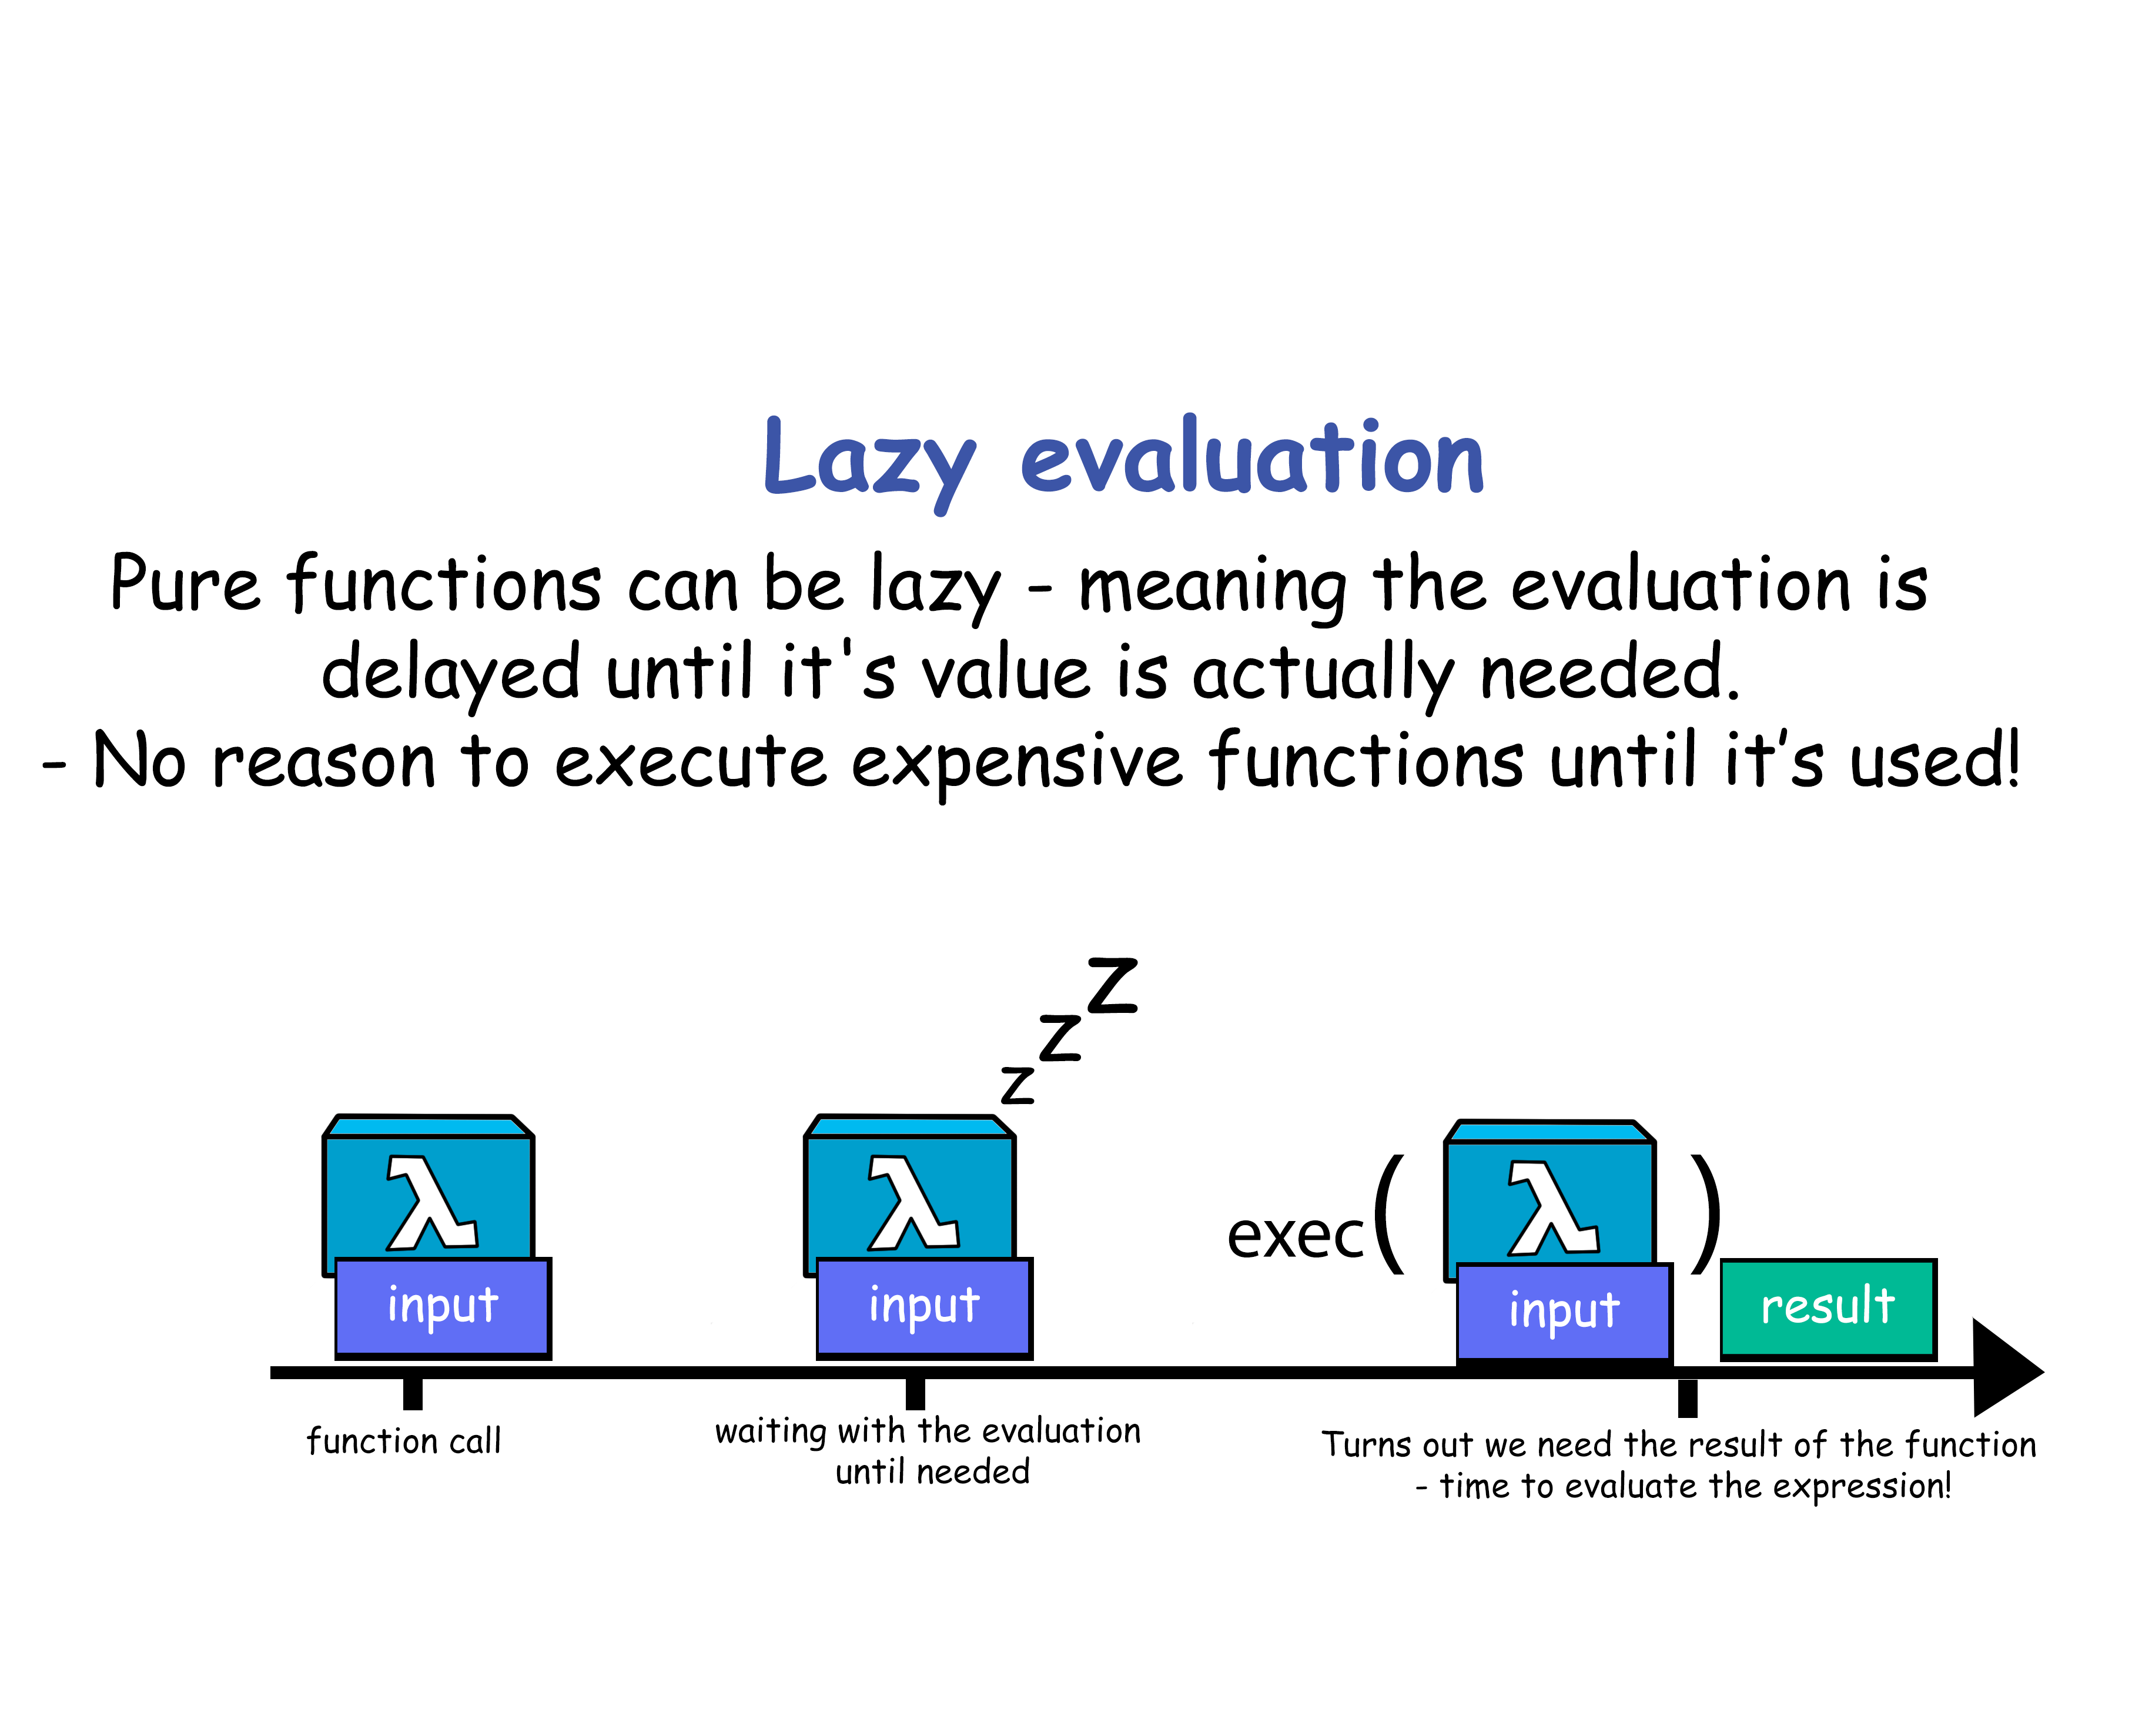 Lazy evaluation
Pure functions can be lazy - meaning the evaluation is
delayed until it's value is actually needed.
- No reason to execute expensive functions until it's used!
z
z
z
λ
input
λ
input
exec( λ )
input
result
function call
waiting with the evaluation
until needed
Turns out we need the result of the function
- time to evaluate the expression!